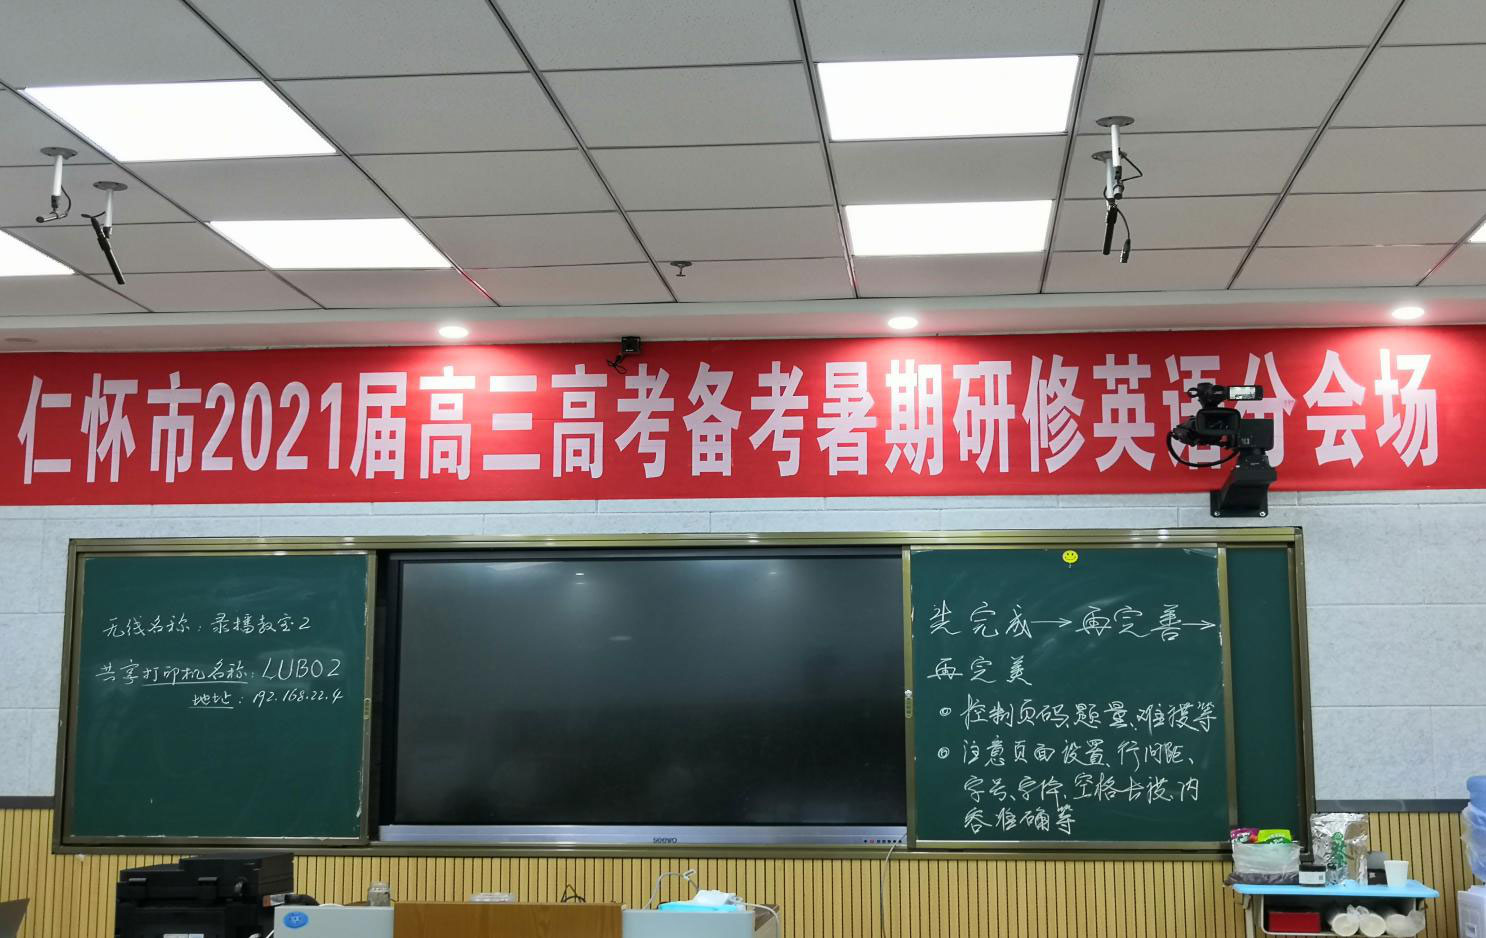 仁怀市2021届高三高考备考暑期研修英语分会场
无线名称：录播教室2
共享打印机名称：LUB02
地址：192.168.22.4
seewo
先完成→再完善→
再完美
控制页码、题量、难度等
注意页面设置、行间距、
字号、字体、空格长度、内
容准确等